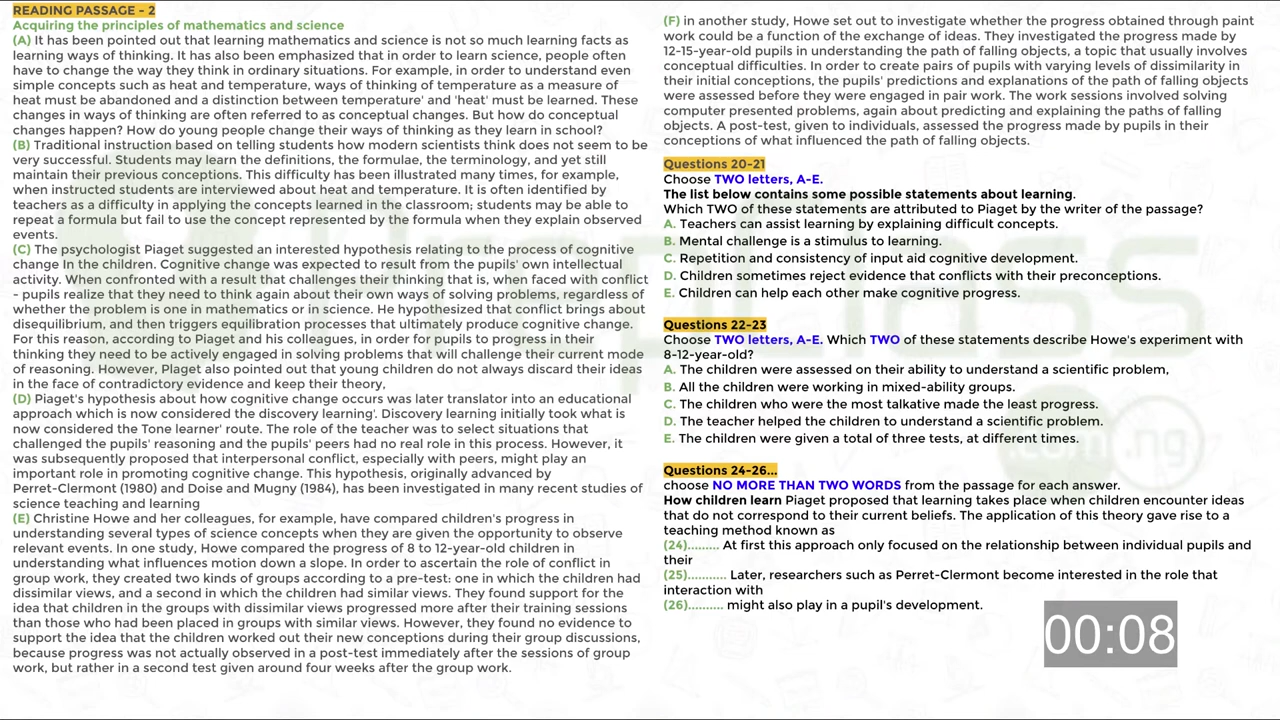 READING PASSAGE - 2
Acquiring the principles of mathematics and science
(A) It has been pointed out that learning mathematics and science is not so much learning facts as
learning ways of thinking. It has also been emphasized that in order to learn science, people often
have to change the way they think in ordinary situations. For example, in order to understand even
simple concepts such as heat and temperature, ways of thinking of temperature as a measure of
heat must be abandoned and a distinction between temperature' and 'heat' must be learned. These
changes in ways of thinking are often referred to as conceptual changes. But how do conceptual
changes happen? How do young people change their ways of thinking as they learn in school?
(B) Traditional instruction based on telling students how modern scientists think does not seem to be
very successful. Students may learn the definitions, the formulae, the terminology, and yet still
maintain their previous conceptions. This difficulty has been illustrated many times, for example,
when instructed students are interviewed about heat and temperature. It is often identified by
teachers as a difficulty in applying the concepts learned in the classroom; students may be able to
repeat a formula but fail to use the concept represented by the formula when they explain observed
events.
(C) The psychologist Piaget suggested an interested hypothesis relating to the process of cognitive
change In the children. Cognitive change was expected to result from the pupils' own intellectual
activity. When confronted with a result that challenges their thinking that is, when faced with conflict
- pupils realize that they need to think again about their own ways of solving problems, regardless of
whether the problem is one in mathematics or in science. He hypothesized that conflict brings about
disequilibrium, and then triggers equilibration processes that ultimately produce cognitive change.
For this reason, according to Piaget and his colleagues, in order for pupils to progress in their
thinking they need to be actively engaged in solving problems that will challenge their current mode
of reasoning. However, PIaget also pointed out that young children do not always discard their ideas
in the face of contradictory evidence and keep their theory,
(D) Piaget's hypothesis about how cognitive change occurs was later translator into an educational
approach which is now considered the discovery learning'. Discovery learning initially took what is
now considered the Tone learner' route. The role of the teacher was to select situations that
challenged the pupils' reasoning and the pupils' peers had no real role in this process. However, it
was subsequently proposed that interpersonal conflict, especially with peers, might play an
important role in promoting cognitive change. This hypothesis, originally advanced by
Perret-Clermont (1980) and Doise and Mugny (1984), has been investigated in many recent studies of
science teaching and learning
(E) Christine Howe and her colleagues, for example, have compared children's progress in
understanding several types of science concepts when they are given the opportunity to observe
relevant events. In one study, Howe compared the progress of 8 to 12-year-old children in
understanding what influences motion down a slope. In order to ascertain the role of conflict in
group work, they created two kinds of groups according to a pre-test: one in which the children had
dissimilar views, and a second in which the children had similar views. They found support for the
idea that children in the groups with dissimilar views progressed more after their training sessions
than those who had been placed in groups with similar views. However, they found no evidence to
support the idea that the children worked out their new conceptions during their group discussions,
because progress was not actually observed in a post-test immediately after the sessions of group
work, but rather in a second test given around four weeks after the group work.
(F) in another study, Howe set out to investigate whether the progress obtained through paint
work could be a function of the exchange of ideas. They investigated the progress made by
12-15-year-old pupils in understanding the path of falling objects, a topic that usually involves
conceptual difficulties. In order to create pairs of pupils with varying levels of dissimilarity in
their initial conceptions, the pupils' predictions and explanations of the path of falling objects
were assessed before they were engaged in pair work. The work sessions involved solving
computer presented problems, again about predicting and explaining the paths of falling
objects. A post-test, given to individuals, assessed the progress made by pupils in their
conceptions of what influenced the path of falling objects.
Questions 20-21
Choose TWO letters, A-E.
The list below contains some possible statements about learning.
Which TWO of these statements are attributed to Piaget by the writer of the passage?
A. Teachers can assist learning by explaining difficult concepts.
B. Mental challenge is a stimulus to learning.
C. Repetition and consistency of input aid cognitive development.
D. Children sometimes reject evidence that conflicts with their preconceptions.
E. Children can help each other make cognitive progress.
Questions 22-23
Choose TWO letters, A-E. Which TWO of these statements describe Howe's experiment with
8-12-year-old?
A. The children were assessed on their ability to understand a scientific problem,
B. All the children were working in mixed-ability groups.
C. The children who were the most talkative made the least progress.
D. The teacher helped the children to understand a scientific problem.
E. The children were given a total of three tests, at different times.
Questions 24-26...
choose NO MORE THAN TWO WORDS from the passage for each answer.
How children learn Piaget proposed that learning takes place when children encounter ideas
that do not correspond to their current beliefs. The application of this theory gave rise to a
teaching method known as
(24)......... At first this approach only focused on the relationship between individual pupils and
their
(25)........... Later, researchers such as Perret-Clermont become interested in the role that
interaction with
(26).......... might also play in a pupil's development.
00:08